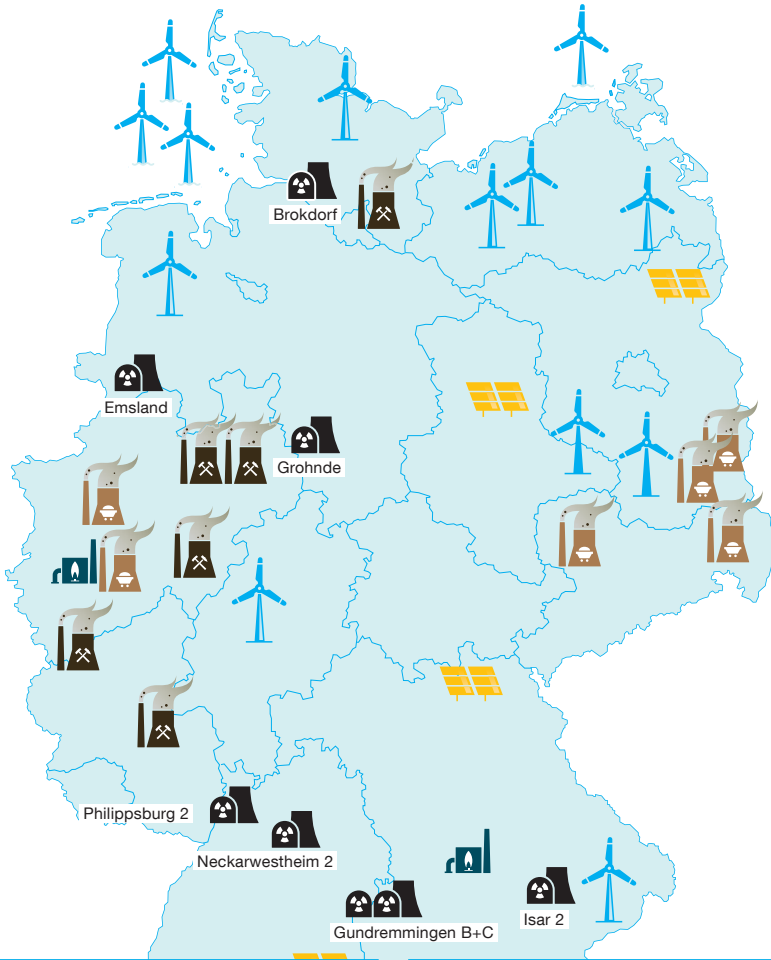 Brokdorf
Emsland
Grohnde
Philippsburg 2
Neckarwestheim 2
Isar 2
Gundremmingen B+C